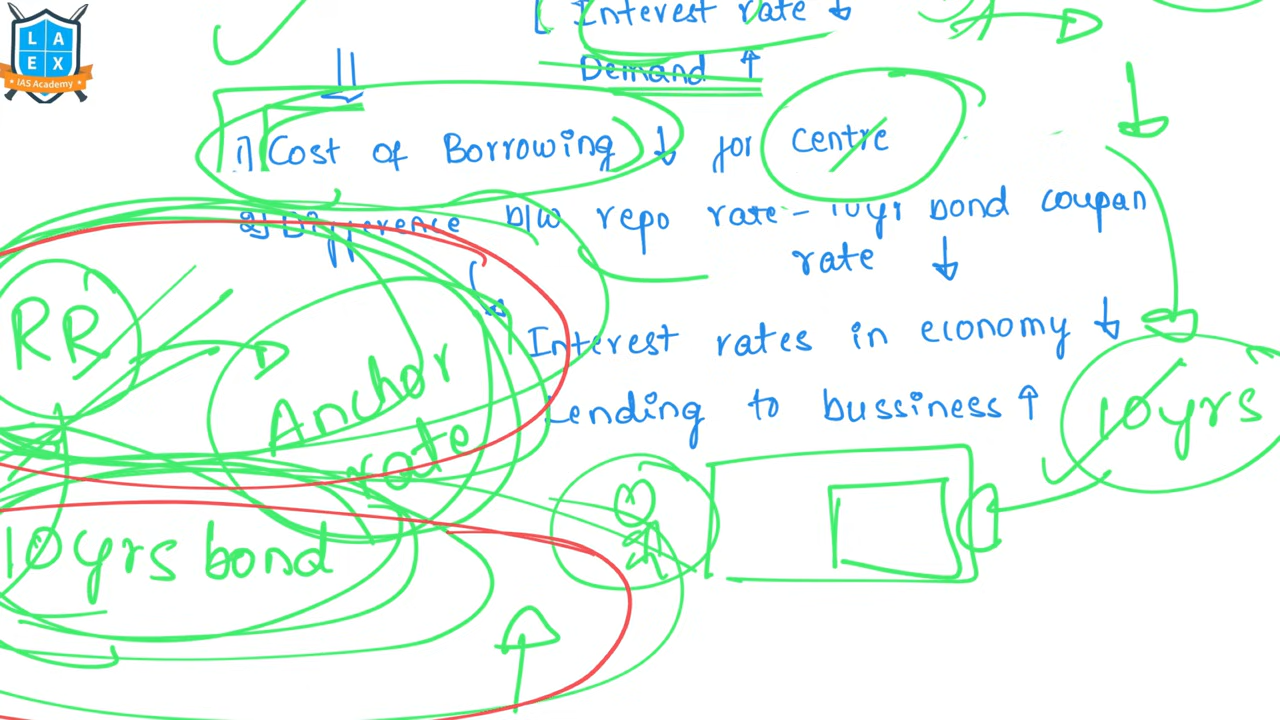 LAEX
IAS Academy
[ Interest rate ↓
Demand ↑
1) Cost of Borrowing ↓ for centre
2) Difference b/w repo rate - 10yr bond coupan
rate ↓
Interest rates in economy ↓
Lending to bussiness ↑
RR
Anchor
rate
10yrs bond
10yrs